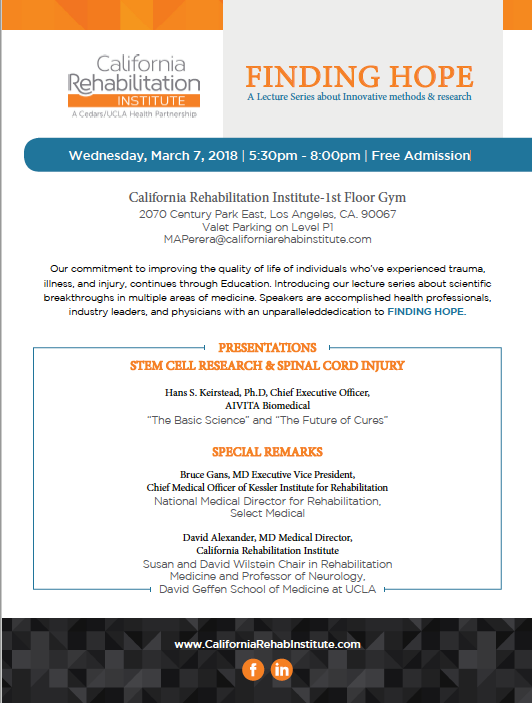 California
Rehabilitation
INSTITUTE
A Cedars/UCLA Health Partnership
FINDING HOPE
A Lecture Series about Innovative methods & research
Wednesday, March 7, 2018 | 5:30pm - 8:00pm | Free Admission
California Rehabilitation Institute-1st Floor Gym
2070 Century Park East, Los Angeles, CA. 90067
Valet Parking on Level P1
MAPerera@californiarehabinstitute.com
Our commitment to improving the quality of life of individuals who've experienced trauma,
illness, and injury, continues through Education. Introducing our lecture series about scientific
breakthroughs in multiple areas of medicine. Speakers are accomplished health professionals,
industry leaders, and physicians with an unparalleleddedication to FINDING HOPE.
PRESENTATIONS
STEM CELL RESEARCH & SPINAL CORD INJURY
Hans S. Keirstead, Ph.D, Chief Executive Officer,
AIVITA Biomedical
"The Basic Science" and "The Future of Cures"
SPECIAL REMARKS
Bruce Gans, MD Executive Vice President,
Chief Medical Officer of Kessler Institute for Rehabilitation
National Medical Director for Rehabilitation,
Select Medical
David Alexander, MD Medical Director,
California Rehabilitation Institute
Susan and David Wilstein Chair in Rehabilitation
Medicine and Professor of Neurology,
David Geffen School of Medicine at UCLA
www.CaliforniaRehabInstitute.com
f in